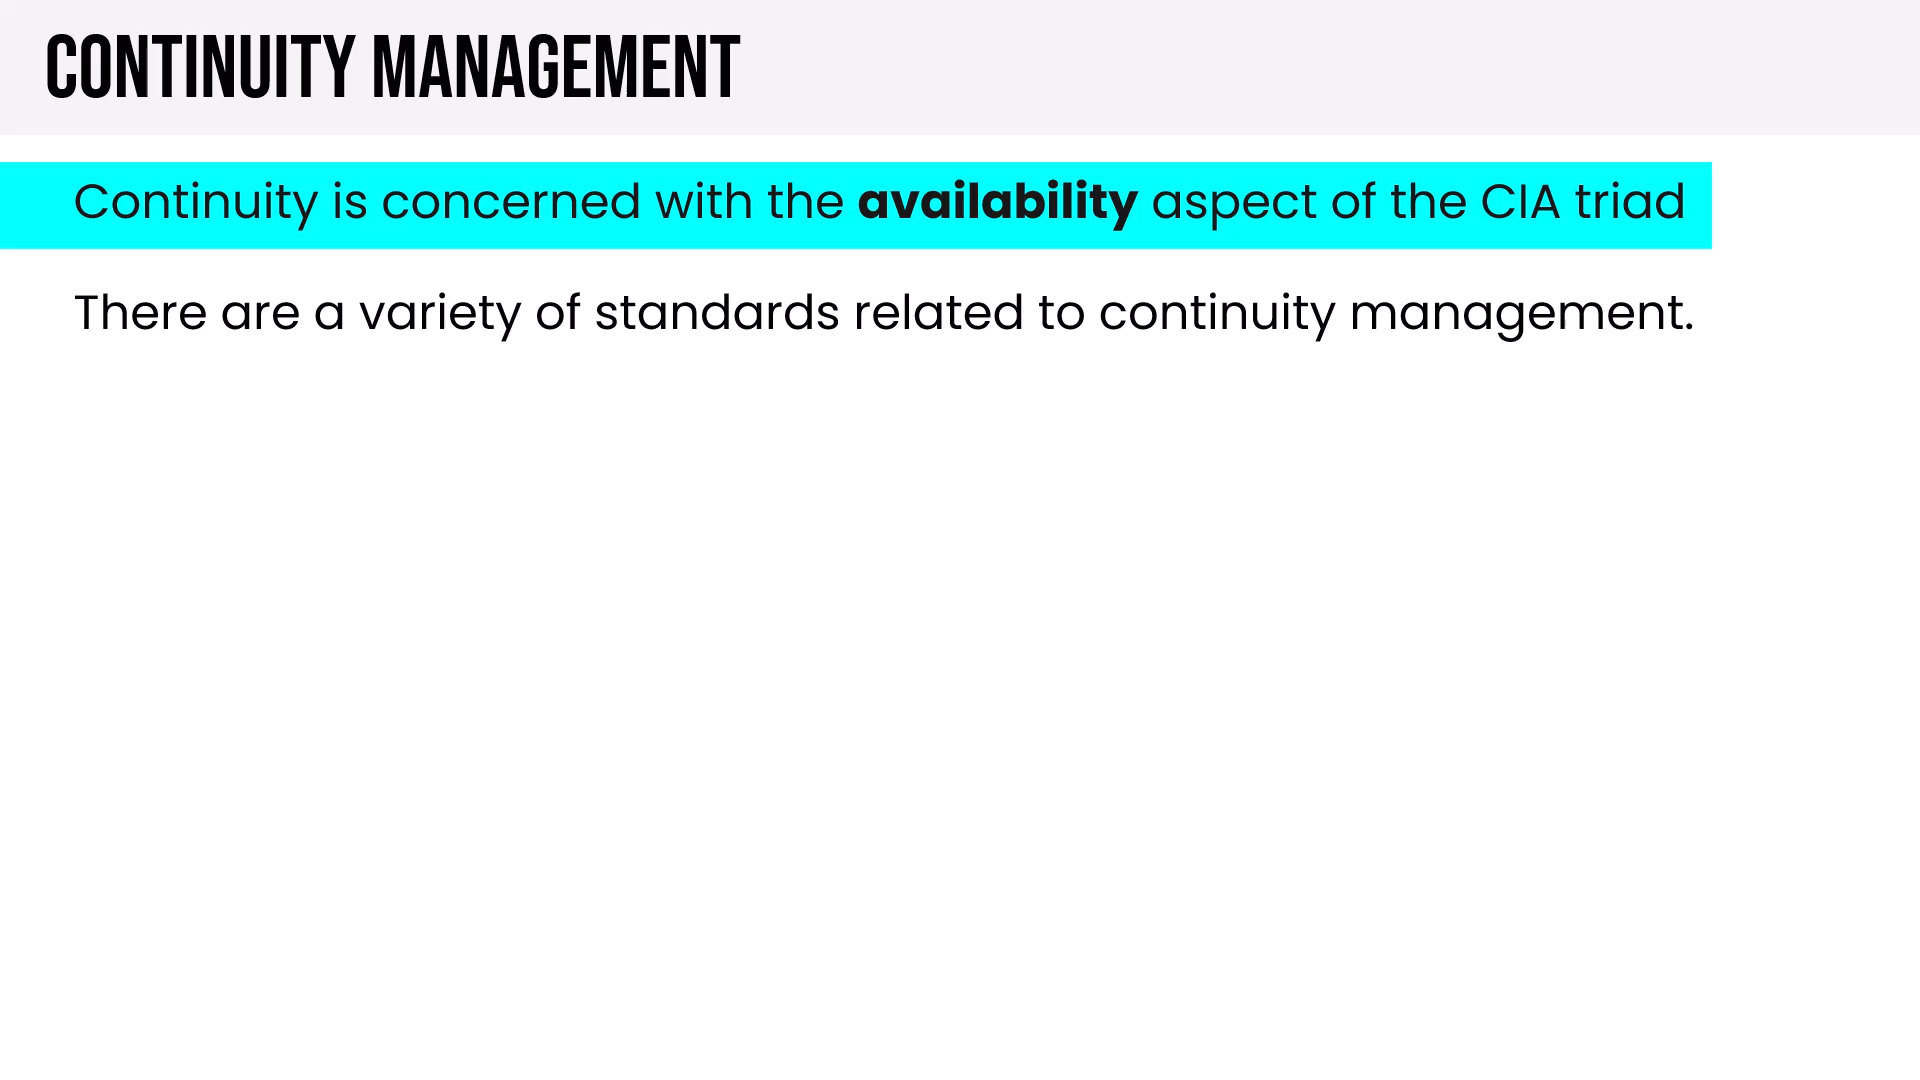 CONTINUITY MANAGEMENT
Continuity is concerned with the availability aspect of the CIA triad
There are a variety of standards related to continuity management.